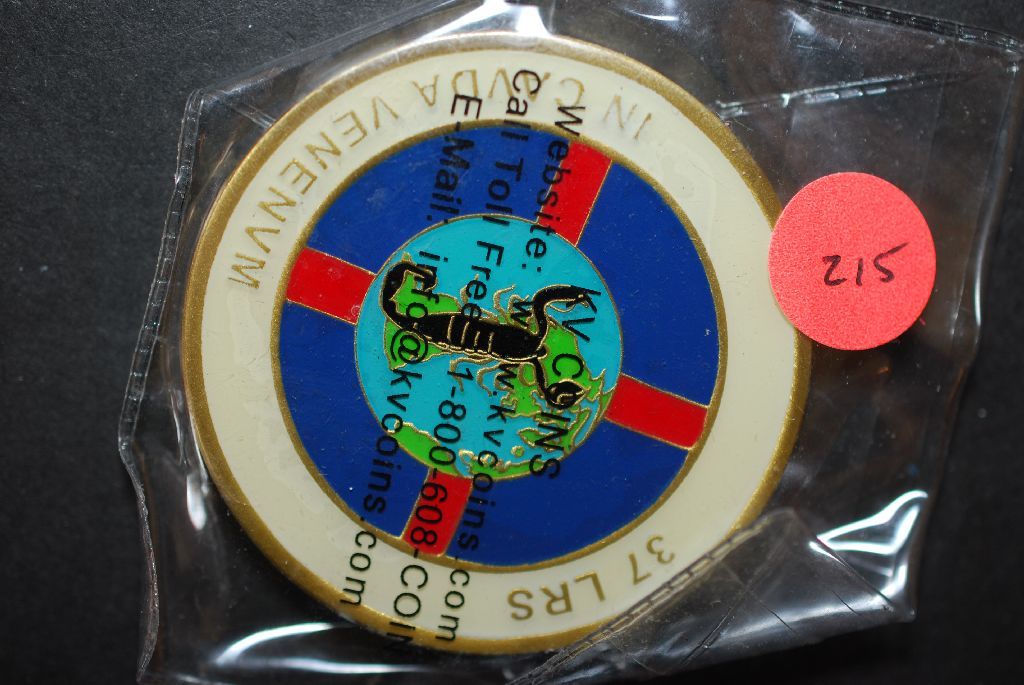 IN CAVDA VENENVM
37 LRS
KV COINS
Website: www.kvcoins.com
Call Toll Free 1-800-608-COIN
E-Mail: info@kvcoins.com
215